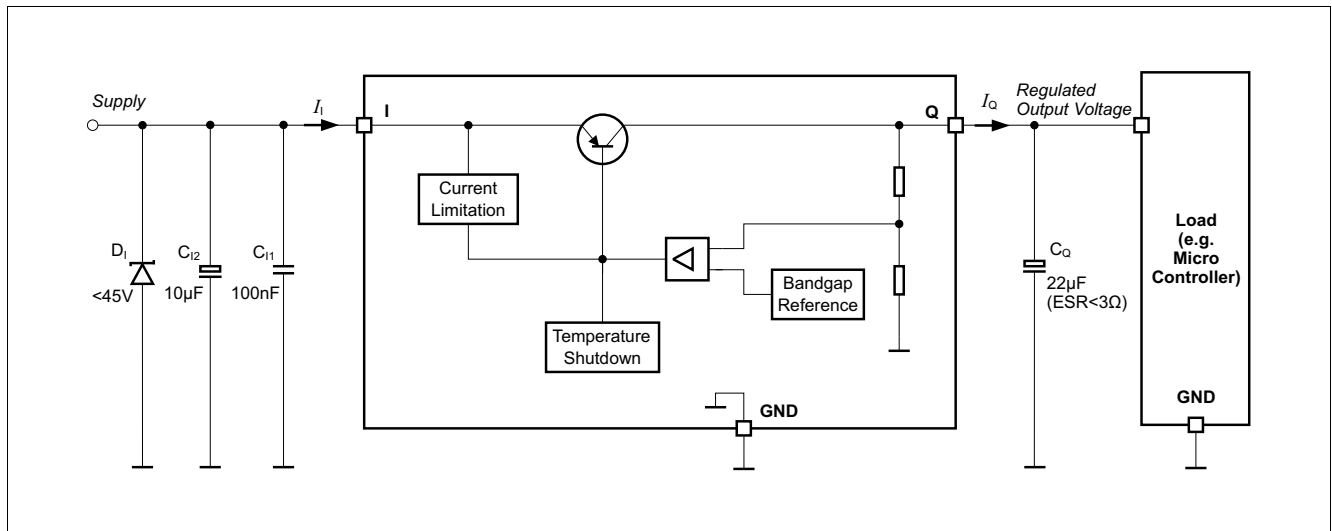 Supply
I_I
I
Q
I_Q
Regulated
Output Voltage
Current
Limitation
Bandgap
Reference
Temperature
Shutdown
GND
D_I
<45V
C_I2
10µF
C_I1
100nF
C_Q
22µF
(ESR<3Ω)
Load
(e.g.
Micro
Controller)
GND